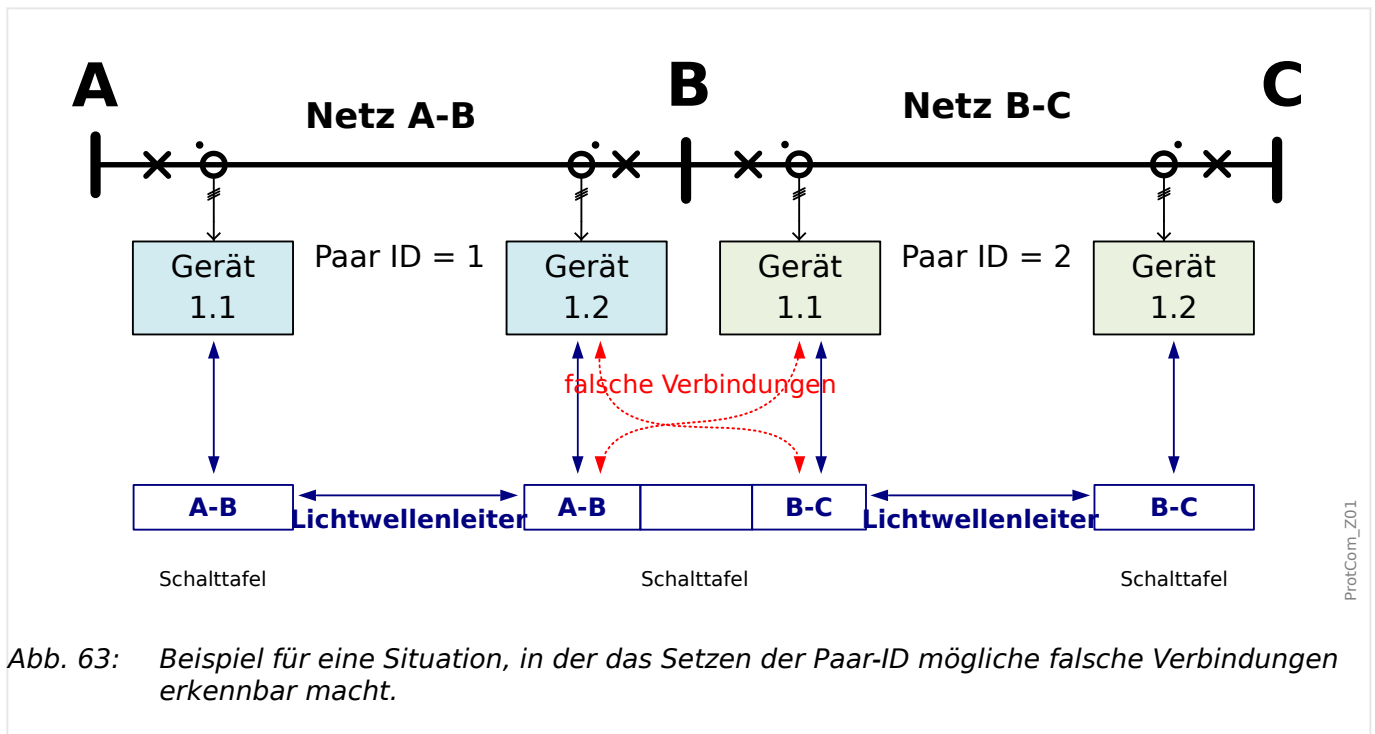 A
B
C
Netz A-B
Netz B-C
Gerät
1.1
Paar ID = 1
Gerät
1.2
Gerät
1.1
Paar ID = 2
Gerät
1.2
falsche Verbindungen
A-B
Lichtwellenleiter
A-B
B-C
Lichtwellenleiter
B-C
Schalttafel
Schalttafel
Schalttafel
ProtCom_Z01
Abb. 63: Beispiel für eine Situation, in der das Setzen der Paar-ID mögliche falsche Verbindungen
erkennbar macht.